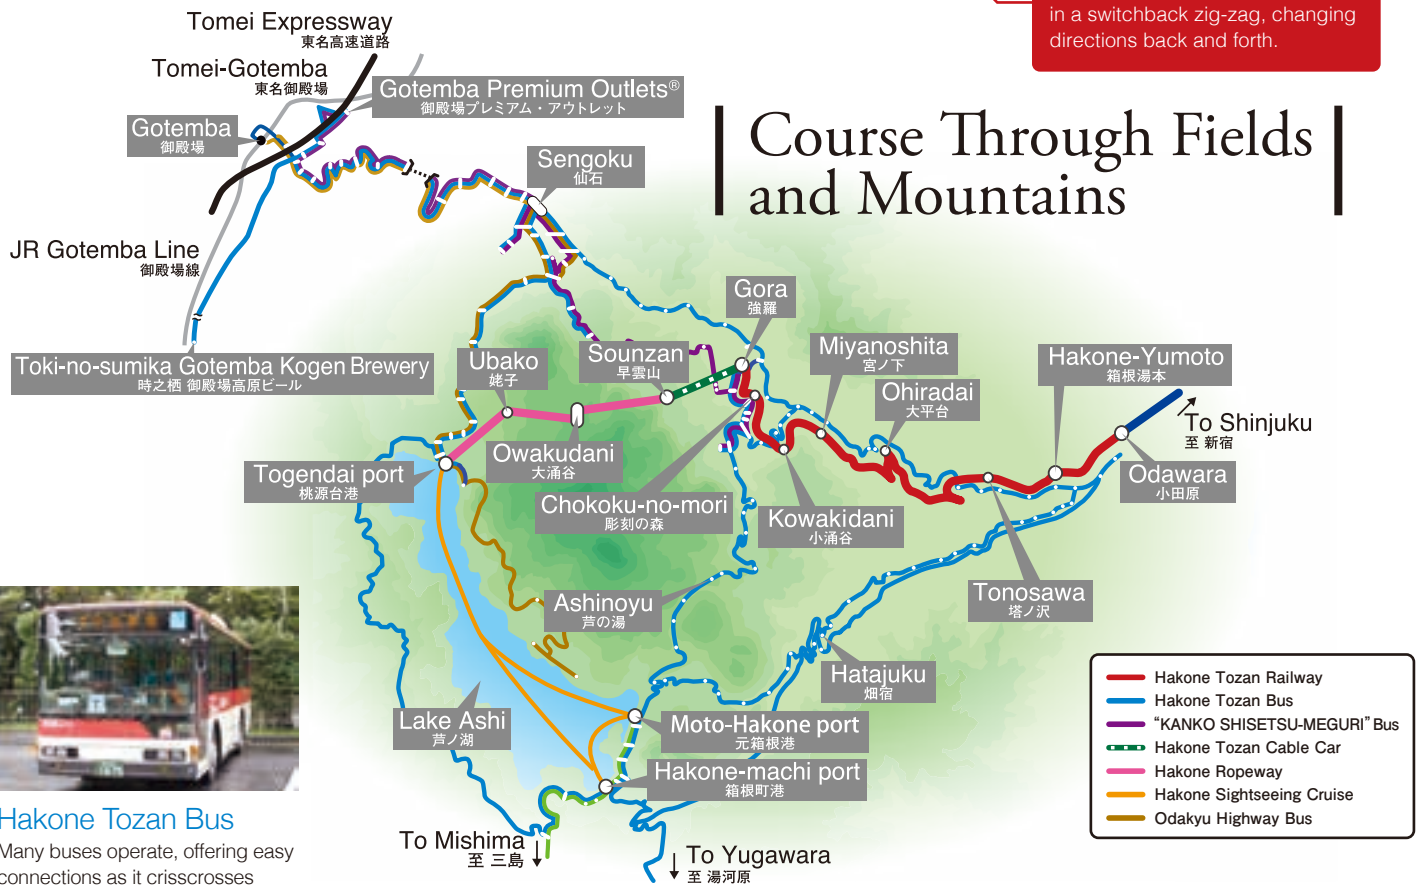 in a switchback zig-zag, changing
directions back and forth.
Course Through Fields
and Mountains
Tomei Expressway
東名高速道路
Tomei-Gotemba
東名御殿場
Gotemba Premium Outlets®
御殿場プレミアム・アウトレット
Gotemba
御殿場
Sengoku
仙石
JR Gotemba Line
御殿場線
Gora
強羅
Toki-no-sumika Gotemba Kogen Brewery
時之栖 御殿場高原ビール
Ubako
姥子
Sounzan
早雲山
Miyanoshita
宮ノ下
Hakone-Yumoto
箱根湯本
Ohiradai
大平台
To Shinjuku
至 新宿
Togendai port
桃源台港
Owakudani
大涌谷
Odawara
小田原
Chokoku-no-mori
彫刻の森
Kowakidani
小涌谷
Ashinoyu
芦の湯
Tonosawa
塔ノ沢
Hatajuku
畑宿
Lake Ashi
芦ノ湖
Moto-Hakone port
元箱根港
Hakone-machi port
箱根町港
To Mishima
至 三島
To Yugawara
至 湯河原
Hakone Tozan Railway
Hakone Tozan Bus
“KANKO SHISETSU-MEGURI” Bus
Hakone Tozan Cable Car
Hakone Ropeway
Hakone Sightseeing Cruise
Odakyu Highway Bus
Hakone Tozan Bus
Many buses operate, offering easy
connections as it crisscrosses